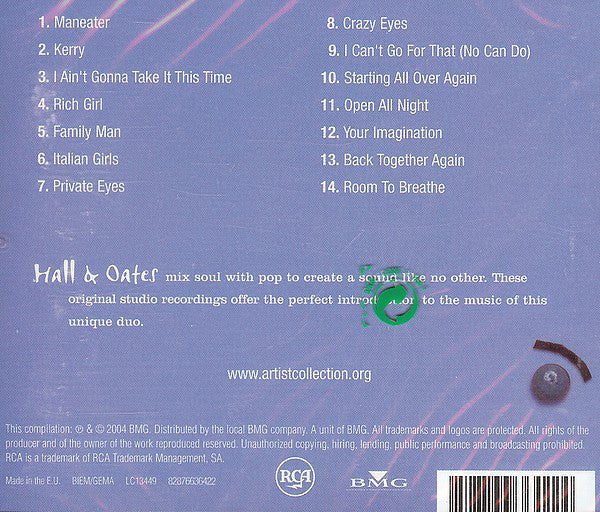 1. Maneater
2. Kerry
3. I Ain't Gonna Take It This Time
4. Rich Girl
5. Family Man
6. Italian Girls
7. Private Eyes
8. Crazy Eyes
9. I Can't Go For That (No Can Do)
10. Starting All Over Again
11. Open All Night
12. Your Imagination
13. Back Together Again
14. Room To Breathe
Hall & Oates mix soul with pop to create a sound like no other. These
original studio recordings offer the perfect introduction to the music of this
unique duo.
www.artistcollection.org
This compilation: ℗ & © 2004 BMG. Distributed by the local BMG company. A unit of BMG. All trademarks and logos are protected. All rights of the
producer and of the owner of the work reproduced reserved. Unauthorized copying, hiring, lending, public performance and broadcasting prohibited.
RCA is a trademark of RCA Trademark Management, SA.
Made in the E.U. BIEM/GEMA LC13449 82876636422
RCA
BMG